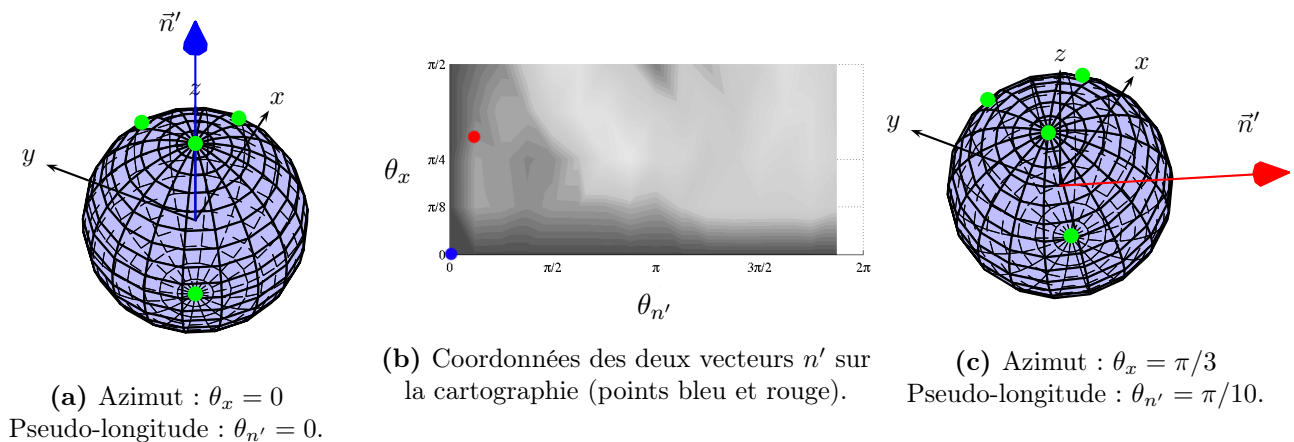 n⃗'
z
x
y
(a) Azimut : θx = 0
Pseudo-longitude : θn′ = 0.
π/2
π/4
π/8
0
θx
0
π/2
π
3π/2
2π
θn′
(b) Coordonnées des deux vecteurs n′ sur
la cartographie (points bleu et rouge).
z
x
y
n⃗'
(c) Azimut : θx = π/3
Pseudo-longitude : θn′ = π/10.